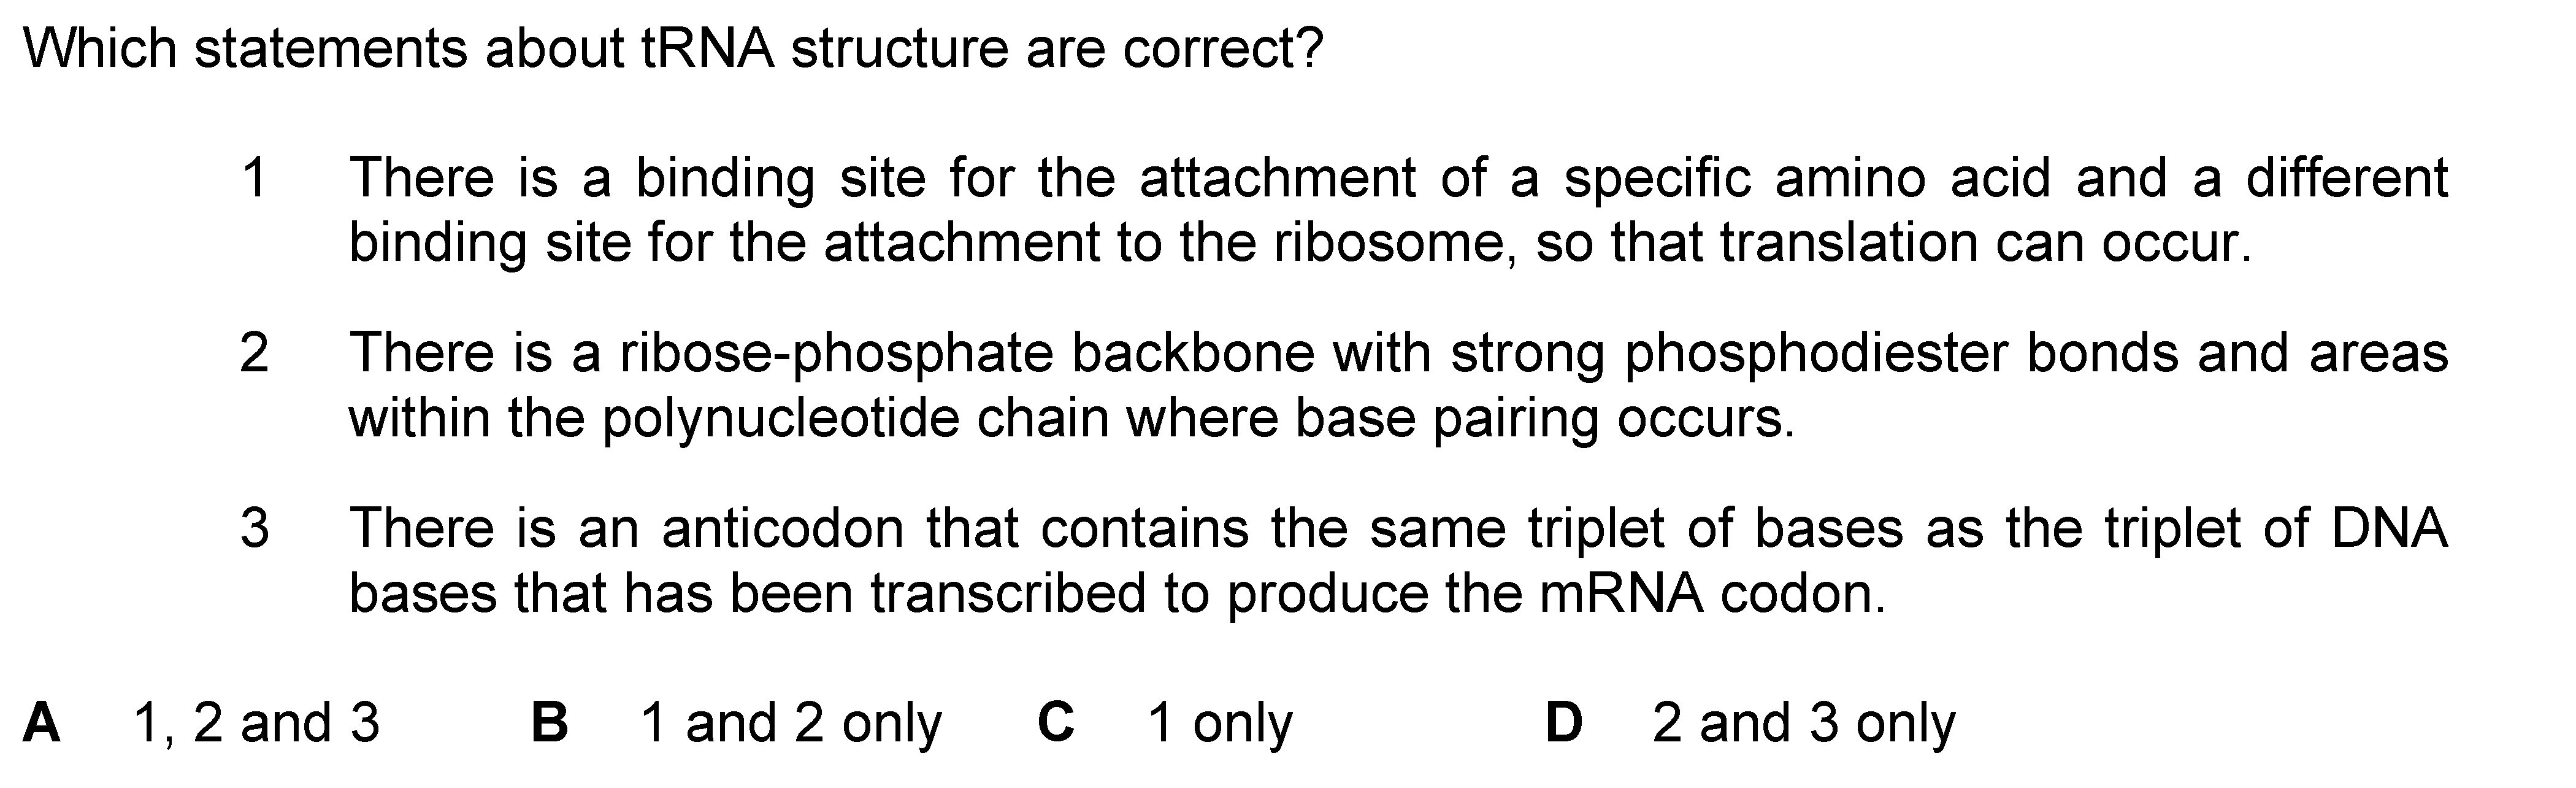 Which statements about tRNA structure are correct?
1 There is a binding site for the attachment of a specific amino acid and a different
binding site for the attachment to the ribosome, so that translation can occur.
2 There is a ribose-phosphate backbone with strong phosphodiester bonds and areas
within the polynucleotide chain where base pairing occurs.
3 There is an anticodon that contains the same triplet of bases as the triplet of DNA
bases that has been transcribed to produce the mRNA codon.
A 1, 2 and 3 B 1 and 2 only C 1 only D 2 and 3 only